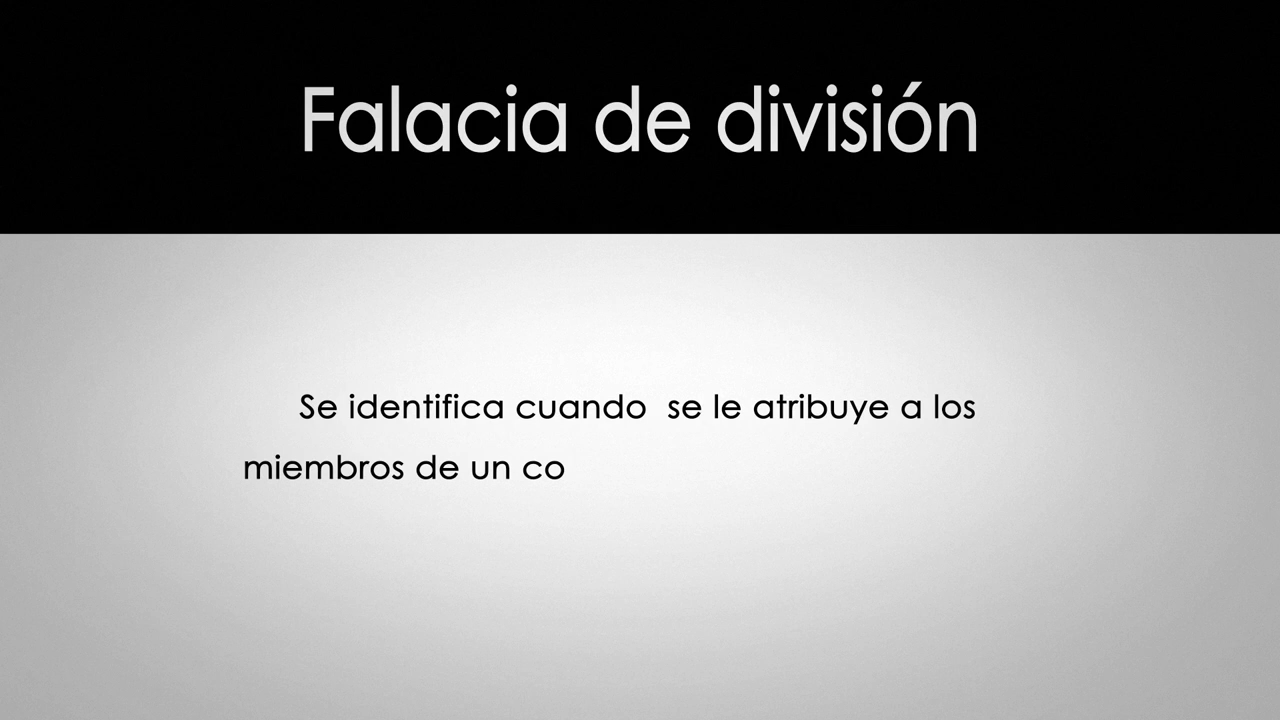 Falacia de división
Se identifica cuando se le atribuye a los
miembros de un co